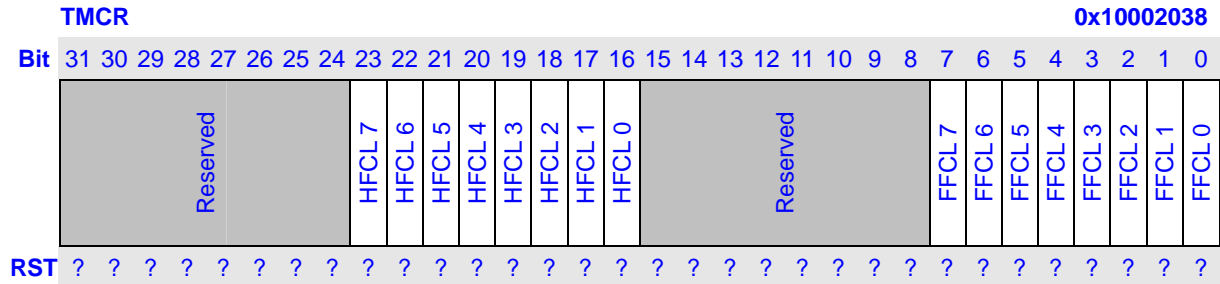 TMCR 0x10002038
Bit 31 30 29 28 27 26 25 24 23 22 21 20 19 18 17 16 15 14 13 12 11 10 9 8 7 6 5 4 3 2 1 0
Reserved HFCL 7 HFCL 6 HFCL 5 HFCL 4 HFCL 3 HFCL 2 HFCL 1 HFCL 0 Reserved FFCL 7 FFCL 6 FFCL 5 FFCL 4 FFCL 3 FFCL 2 FFCL 1 FFCL 0
RST ? ? ? ? ? ? ? ? ? ? ? ? ? ? ? ? ? ? ? ? ? ? ? ? ? ? ? ? ? ? ? ?